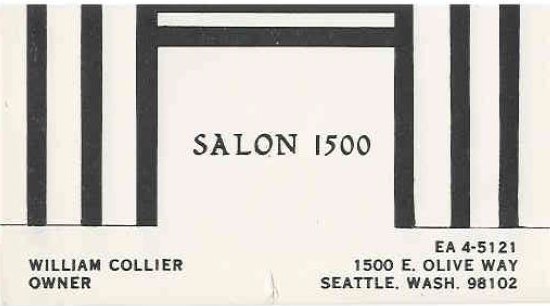 SALON 1500
WILLIAM COLLIER
OWNER
EA 4-5121
1500 E. OLIVE WAY
SEATTLE, WASH. 98102